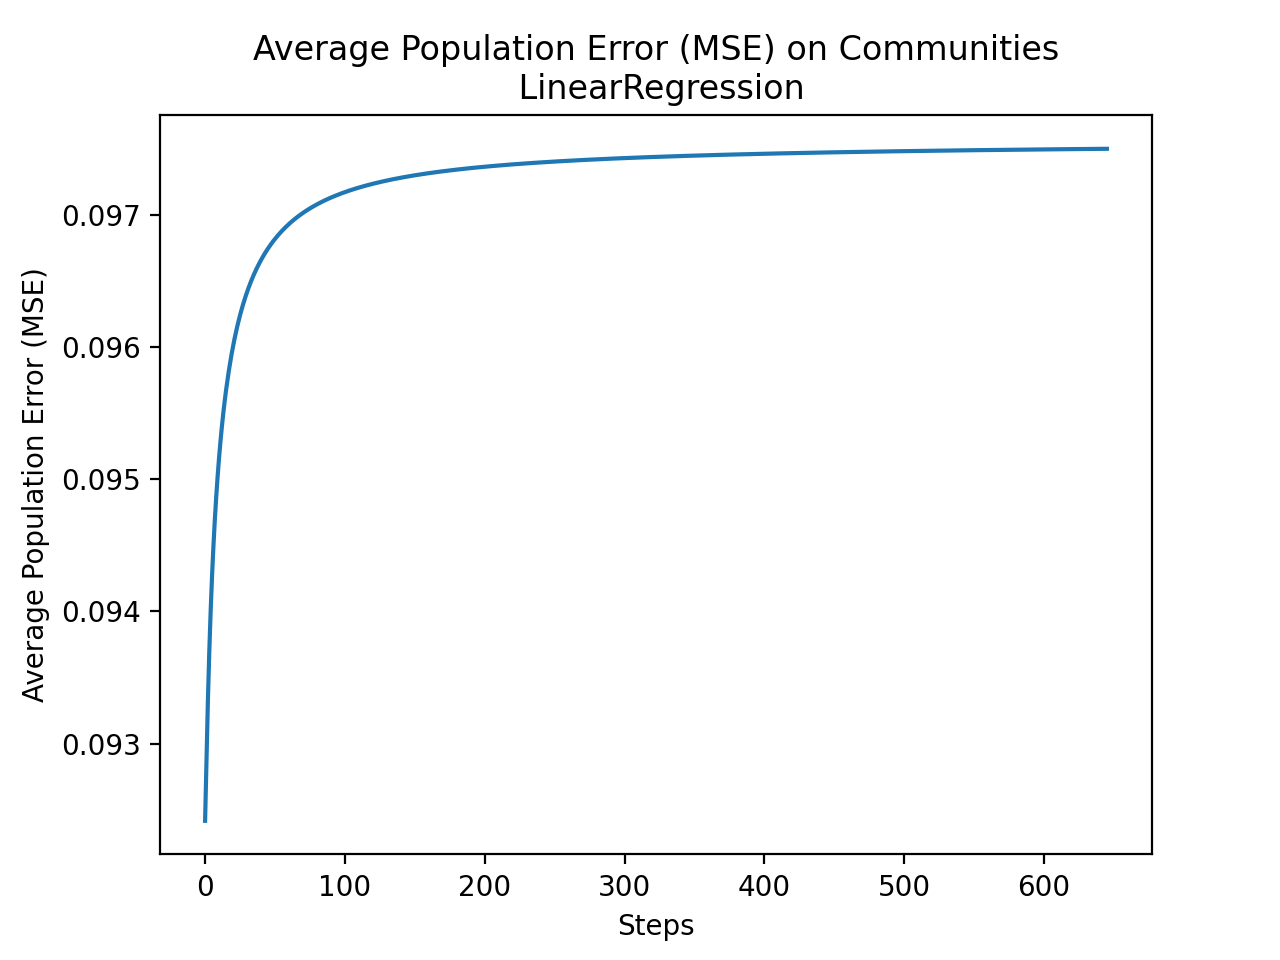 Average Population Error (MSE) on Communities
LinearRegression
Average Population Error (MSE)
0.097
0.096
0.095
0.094
0.093
0 100 200 300 400 500 600
Steps